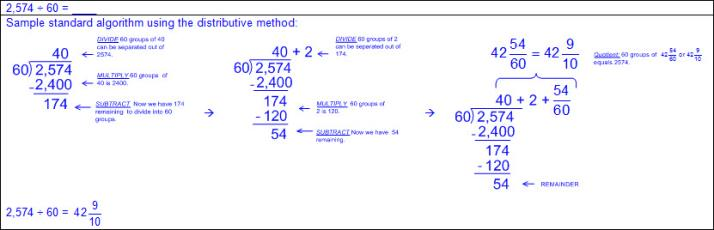 2,574 ÷ 60 = ____
Sample standard algorithm using the distributive method:
40
60)2,574
-2,400
174
DIVIDE 60 groups of 40
can be separated out of
2574.
MULTIPLY 60 groups of
40 is 2400.
SUBTRACT Now we have 174
remaining to divide into 60
groups.
→
40 + 2
60)2,574
-2,400
174
-120
54
DIVIDE 60 groups of 2
can be separated out of
174.
MULTIPLY 60 groups of
2 is 120.
SUBTRACT Now we have 54
remaining.
→
42 54/60 = 42 9/10
40 + 2 + 54/60
60)2,574
-2,400
174
-120
54
REMAINDER
Quotient: 60 groups of 42 54/60 or 42 9/10
equals 2574.
2,574 ÷ 60 = 42 9/10